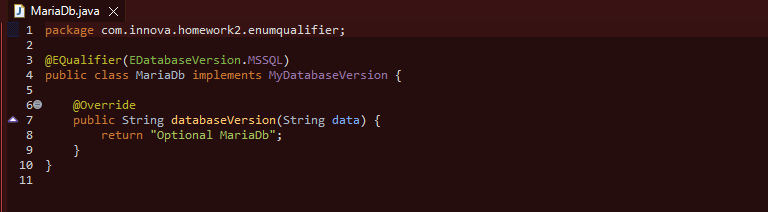 MariaDb.java
1 package com.innova.homework2.enumqualifier;
2
3 @EQualifier(EDatabaseVersion.MSSQL)
4 public class MariaDb implements MyDatabaseVersion {
5
6 @Override
7 public String databaseVersion(String data) {
8 return "Optional MariaDb";
9 }
10 }
11